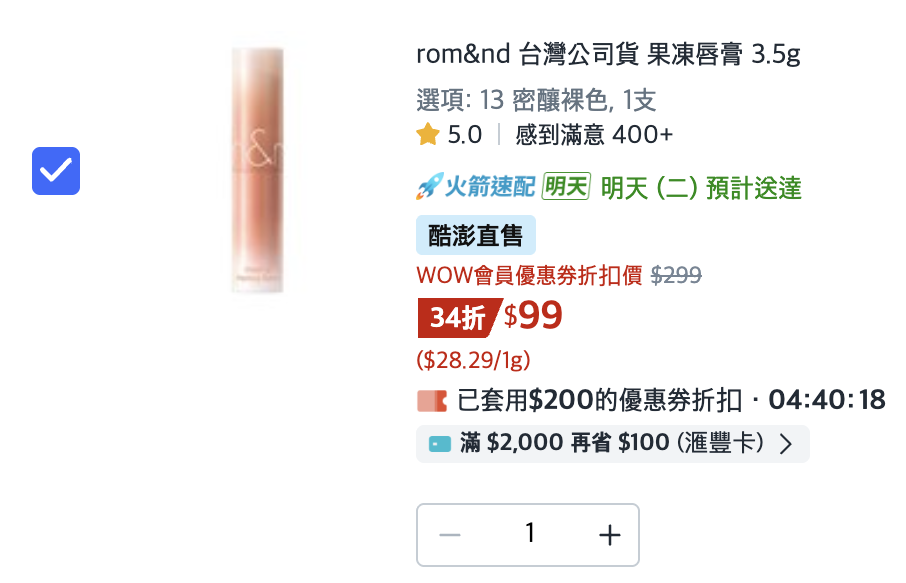 rom&nd 台灣公司貨 果凍唇膏 3.5g
選項: 13 密釀裸色, 1支
5.0 | 感到滿意 400+
火箭速配 明天 明天 (二) 預計送達
酷澎直售
WOW會員優惠券折扣價 $299
34折 $99
($28.29/1g)
已套用$200的優惠券折扣 · 04:40:18
滿 $2,000 再省 $100 (滙豐卡)
1